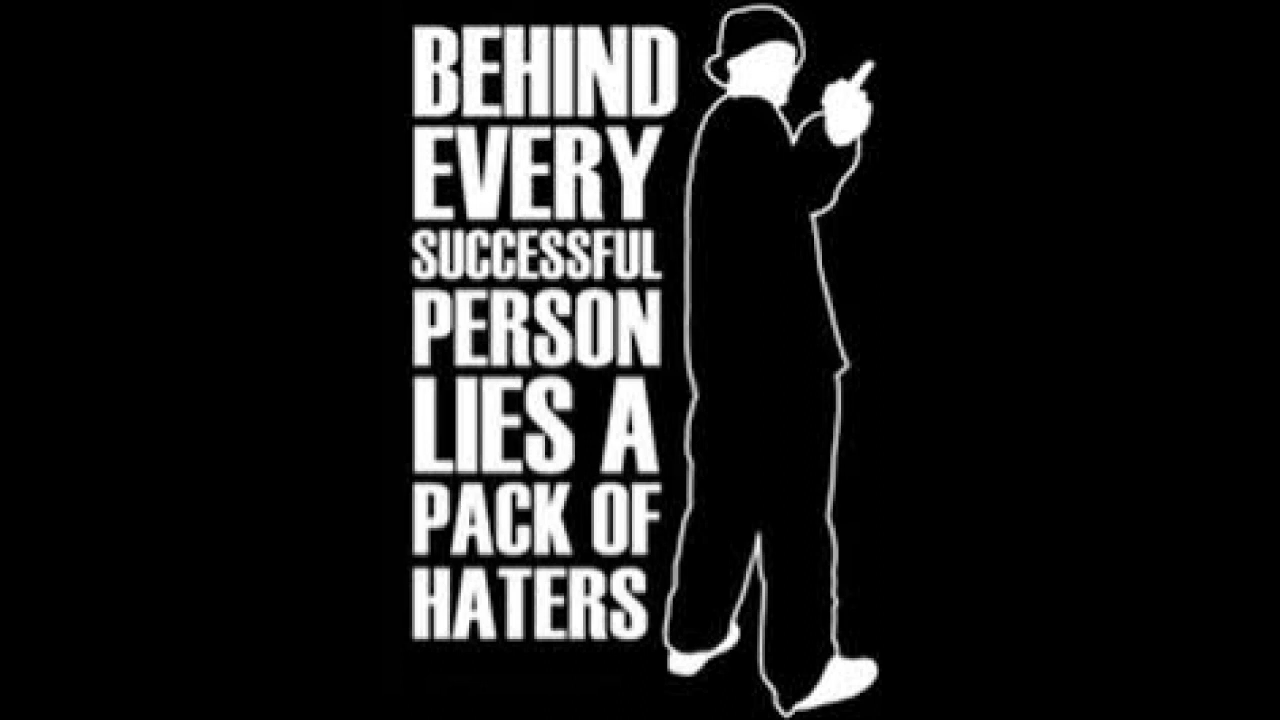 BEHIND
EVERY
SUCCESSFUL
PERSON
LIES A
PACK OF
HATERS